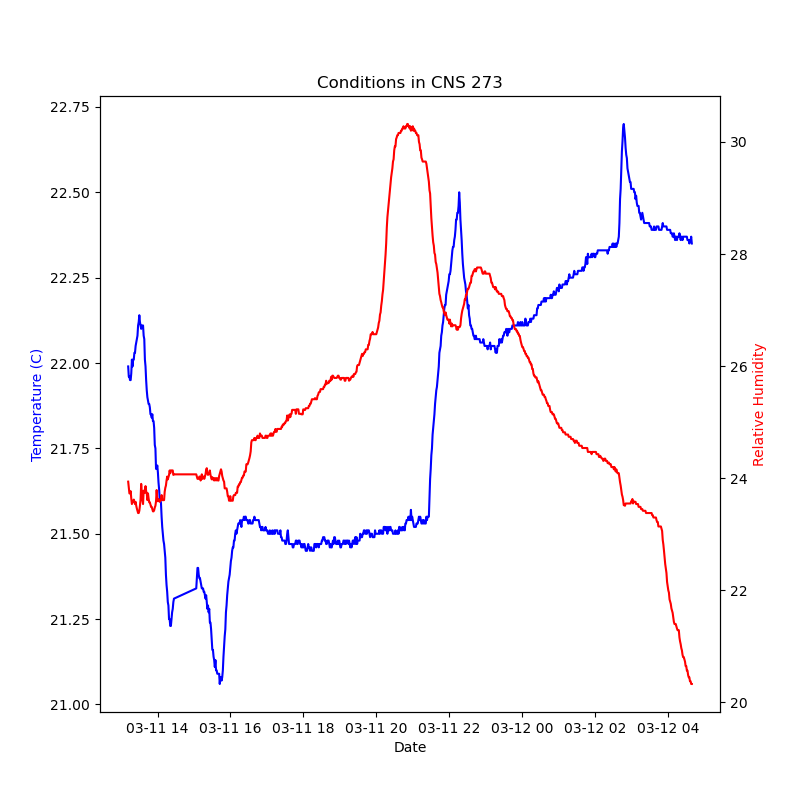 Conditions in CNS 273
22.75
22.50
22.25
22.00
21.75
21.50
21.25
21.00
Temperature (C)
30
28
26
24
22
20
Relative Humidity
03-11 14 03-11 16 03-11 18 03-11 20 03-11 22 03-12 00 03-12 02 03-12 04
Date